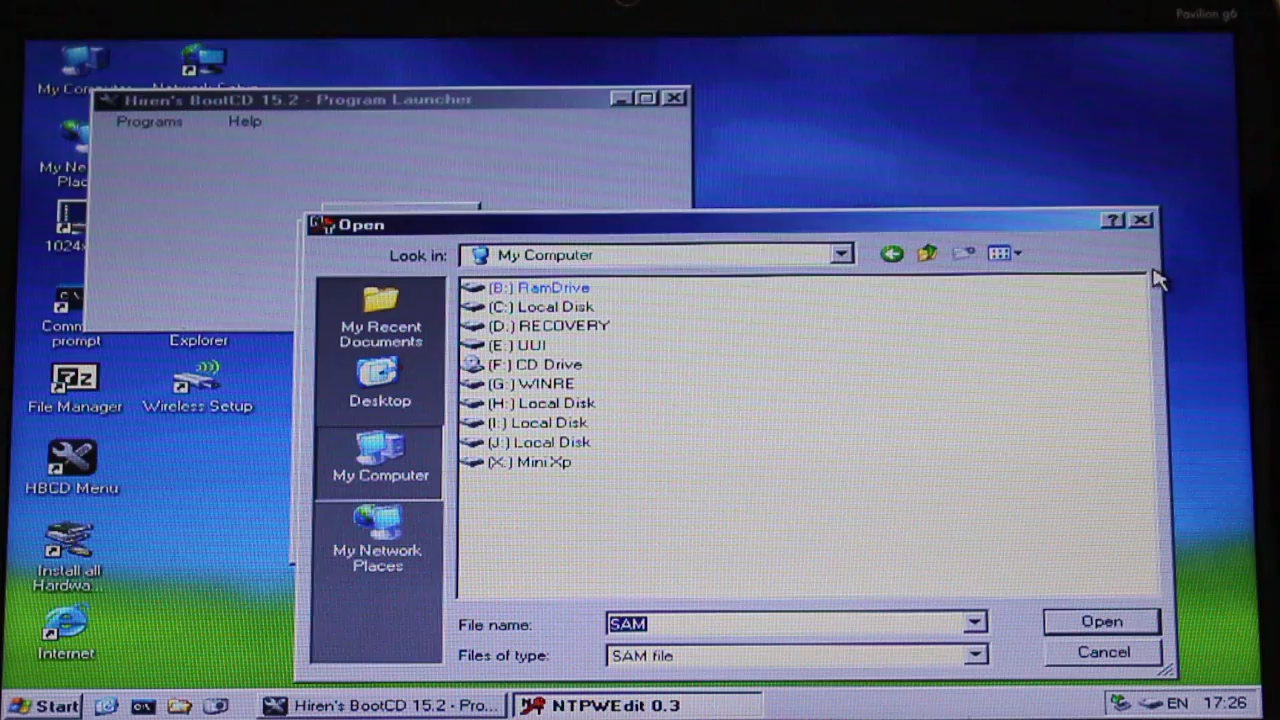 Pavilion g6
My Com
Network Setup
Hiren's BootCD 15.2 - Program Launcher
Programs Help
My Ne
Plac
1024x
Comm
prompt
Explorer
File Manager
Wireless Setup
HBCD Menu
Install all
Hardwa...
Internet
Open
Look in: My Computer
My Recent
Documents
Desktop
My Computer
My Network
Places
(B:) RamDrive
(C:) Local Disk
(D:) RECOVERY
(E:) UUI
(F:) CD Drive
(G:) WINRE
(H:) Local Disk
(I:) Local Disk
(J:) Local Disk
(X:) MiniXp
File name: SAM
Open
Files of type: SAM file
Cancel
Start
Hiren's BootCD 15.2 - Pro...
NTPWEdit 0.3
EN 17:26